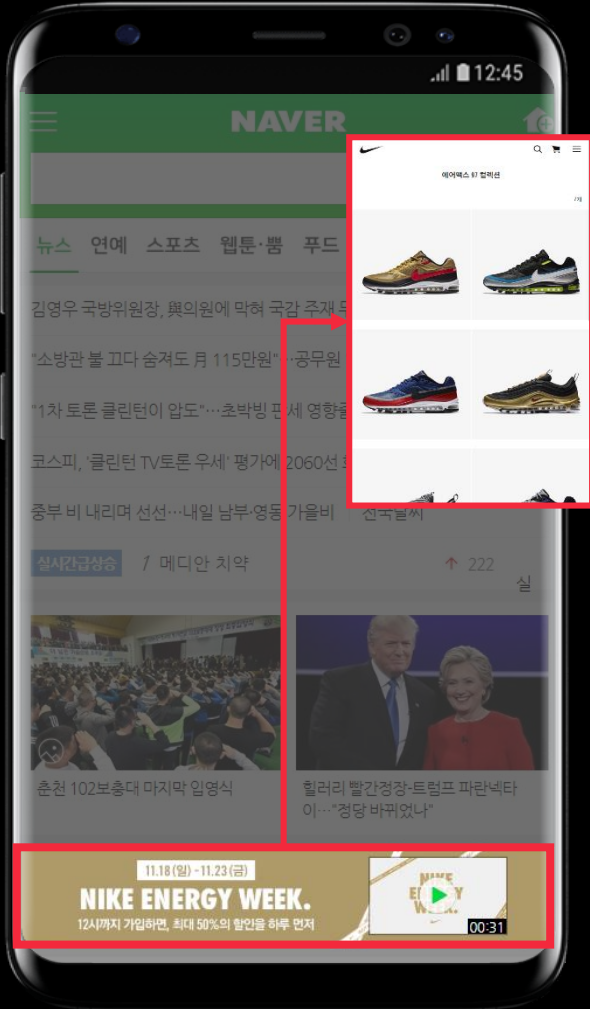 12:45
NAVER
에어맥스 97 컬렉션
뉴스 연예 스포츠 웹툰·뿜 푸드
김영우 국방위원장, 與의원에 막혀 국감 주재
"소방관 불 끄다 숨져도 月 115만원"…공무원
"1차 토론 클린턴이 압도"…초박빙 판세 영향줄
코스피, '클린턴 TV토론 우세' 평가에 2060선
중부 비 내리며 선선…내일 남부·영동 가을비 전국날씨
실시간급상승 1 메디안 치약 222
실
춘천 102보충대 마지막 입영식
힐러리 빨간정장-트럼프 파란넥타
이…"정당 바뀌었나"
11.18(일) - 11.23(금)
NIKE ENERGY WEEK.
12시까지 가입하면, 최대 50%의 할인을 하루 먼저
00:31